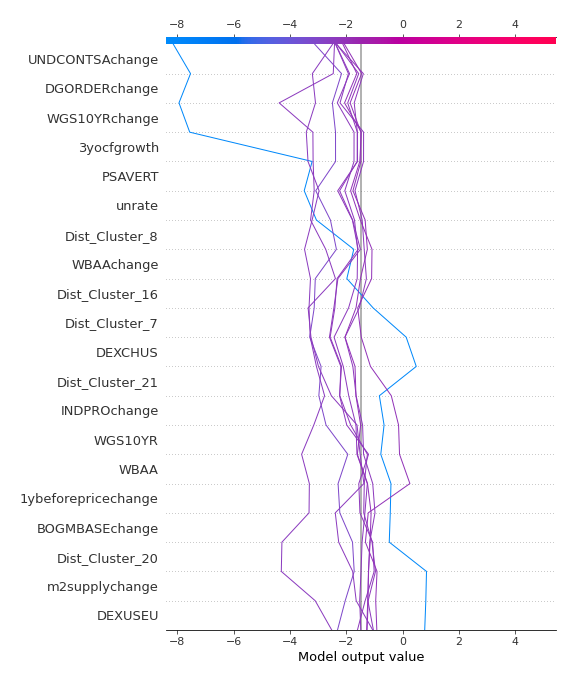 −8 −6 −4 −2 0 2 4
UNDCONTSAchange
DGORDERchange
WGS10YRchange
3yocfgrowth
PSAVERT
unrate
Dist_Cluster_8
WBAAchange
Dist_Cluster_16
Dist_Cluster_7
DEXCHUS
Dist_Cluster_21
INDPROchange
WGS10YR
WBAA
1ybeforepricechange
BOGMBASEchange
Dist_Cluster_20
m2supplychange
DEXUSEU
−8 −6 −4 −2 0 2 4
Model output value